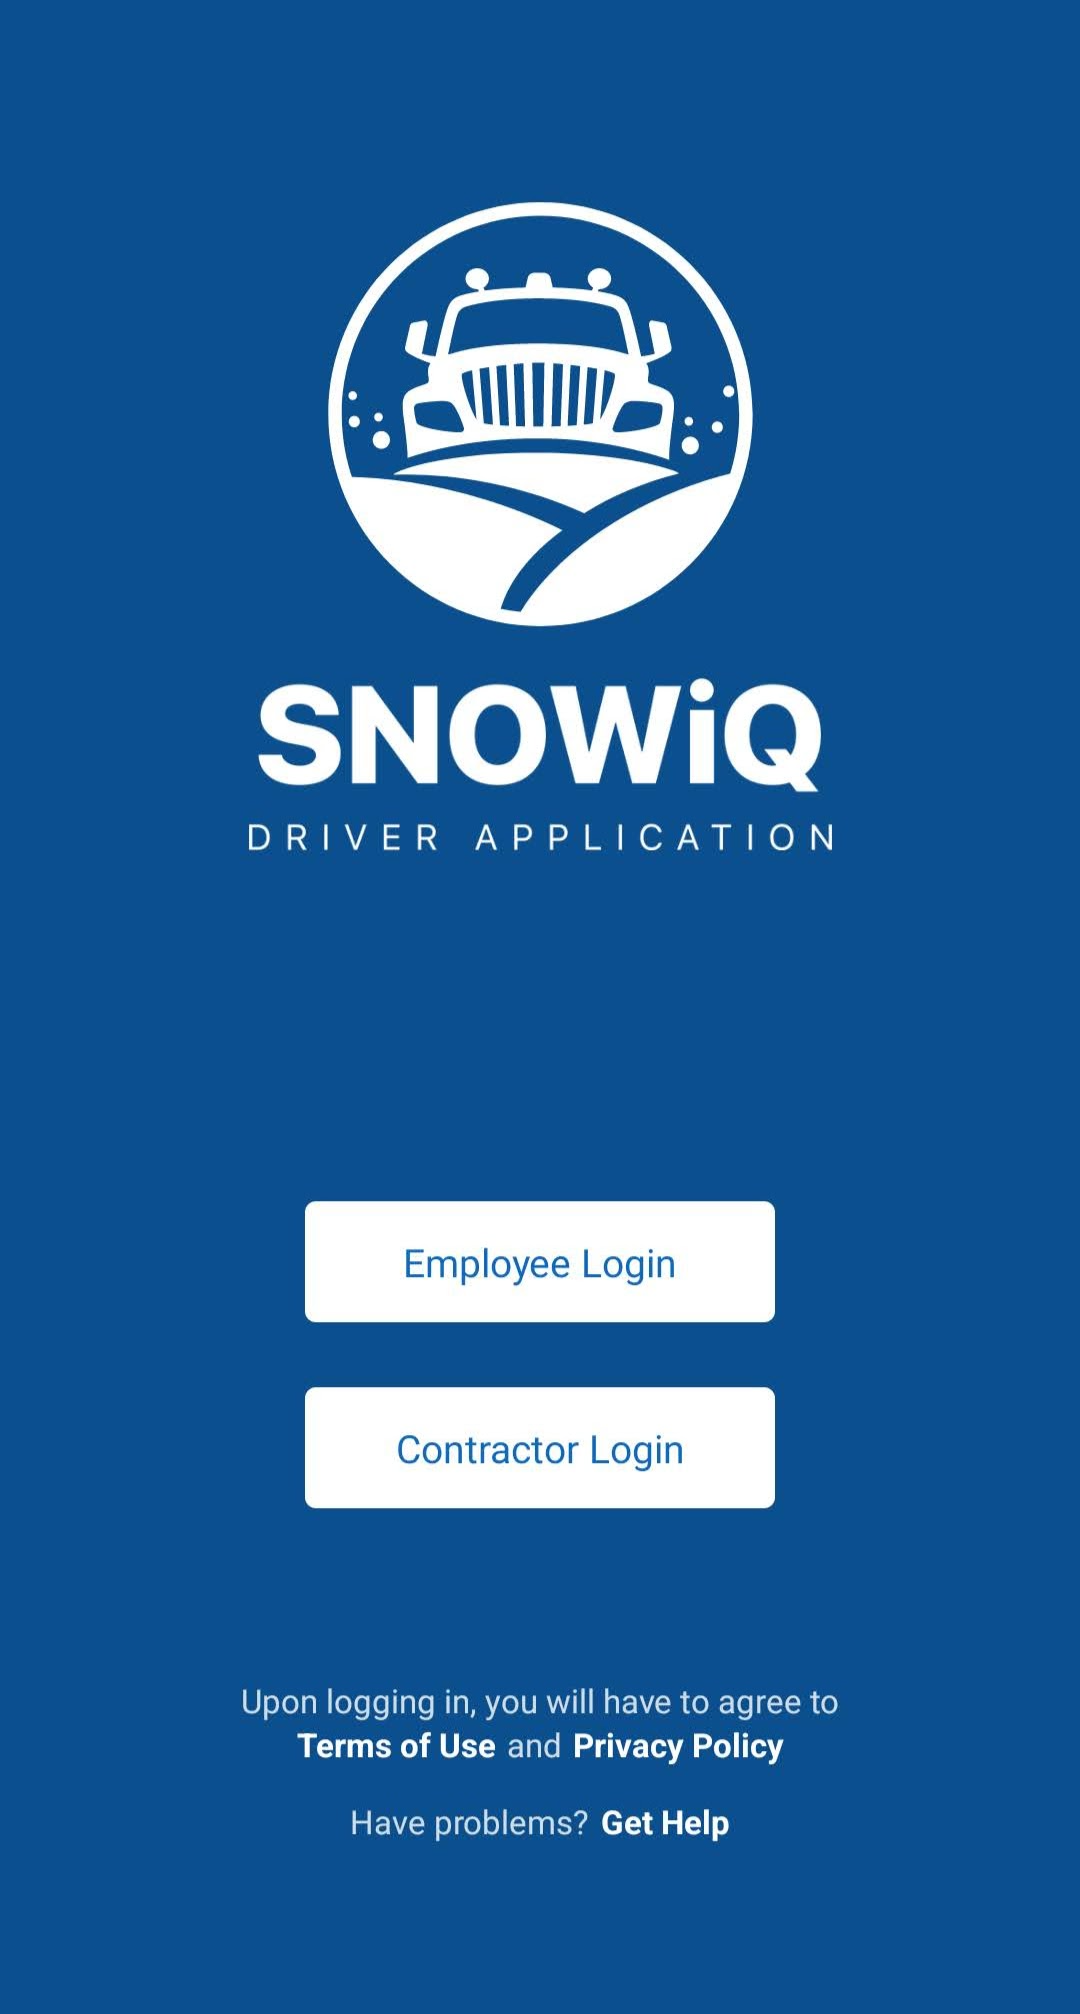 SNOWiQ
DRIVER APPLICATION
Employee Login
Contractor Login
Upon logging in, you will have to agree to
Terms of Use and Privacy Policy
Have problems? Get Help